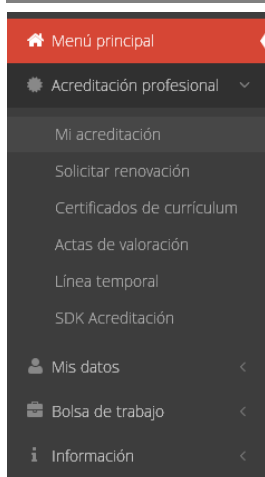 Menú principal
Acreditación profesional
Mi acreditación
Solicitar renovación
Certificados de currículum
Actas de valoración
Línea temporal
SDK Acreditación
Mis datos
Bolsa de trabajo
Información